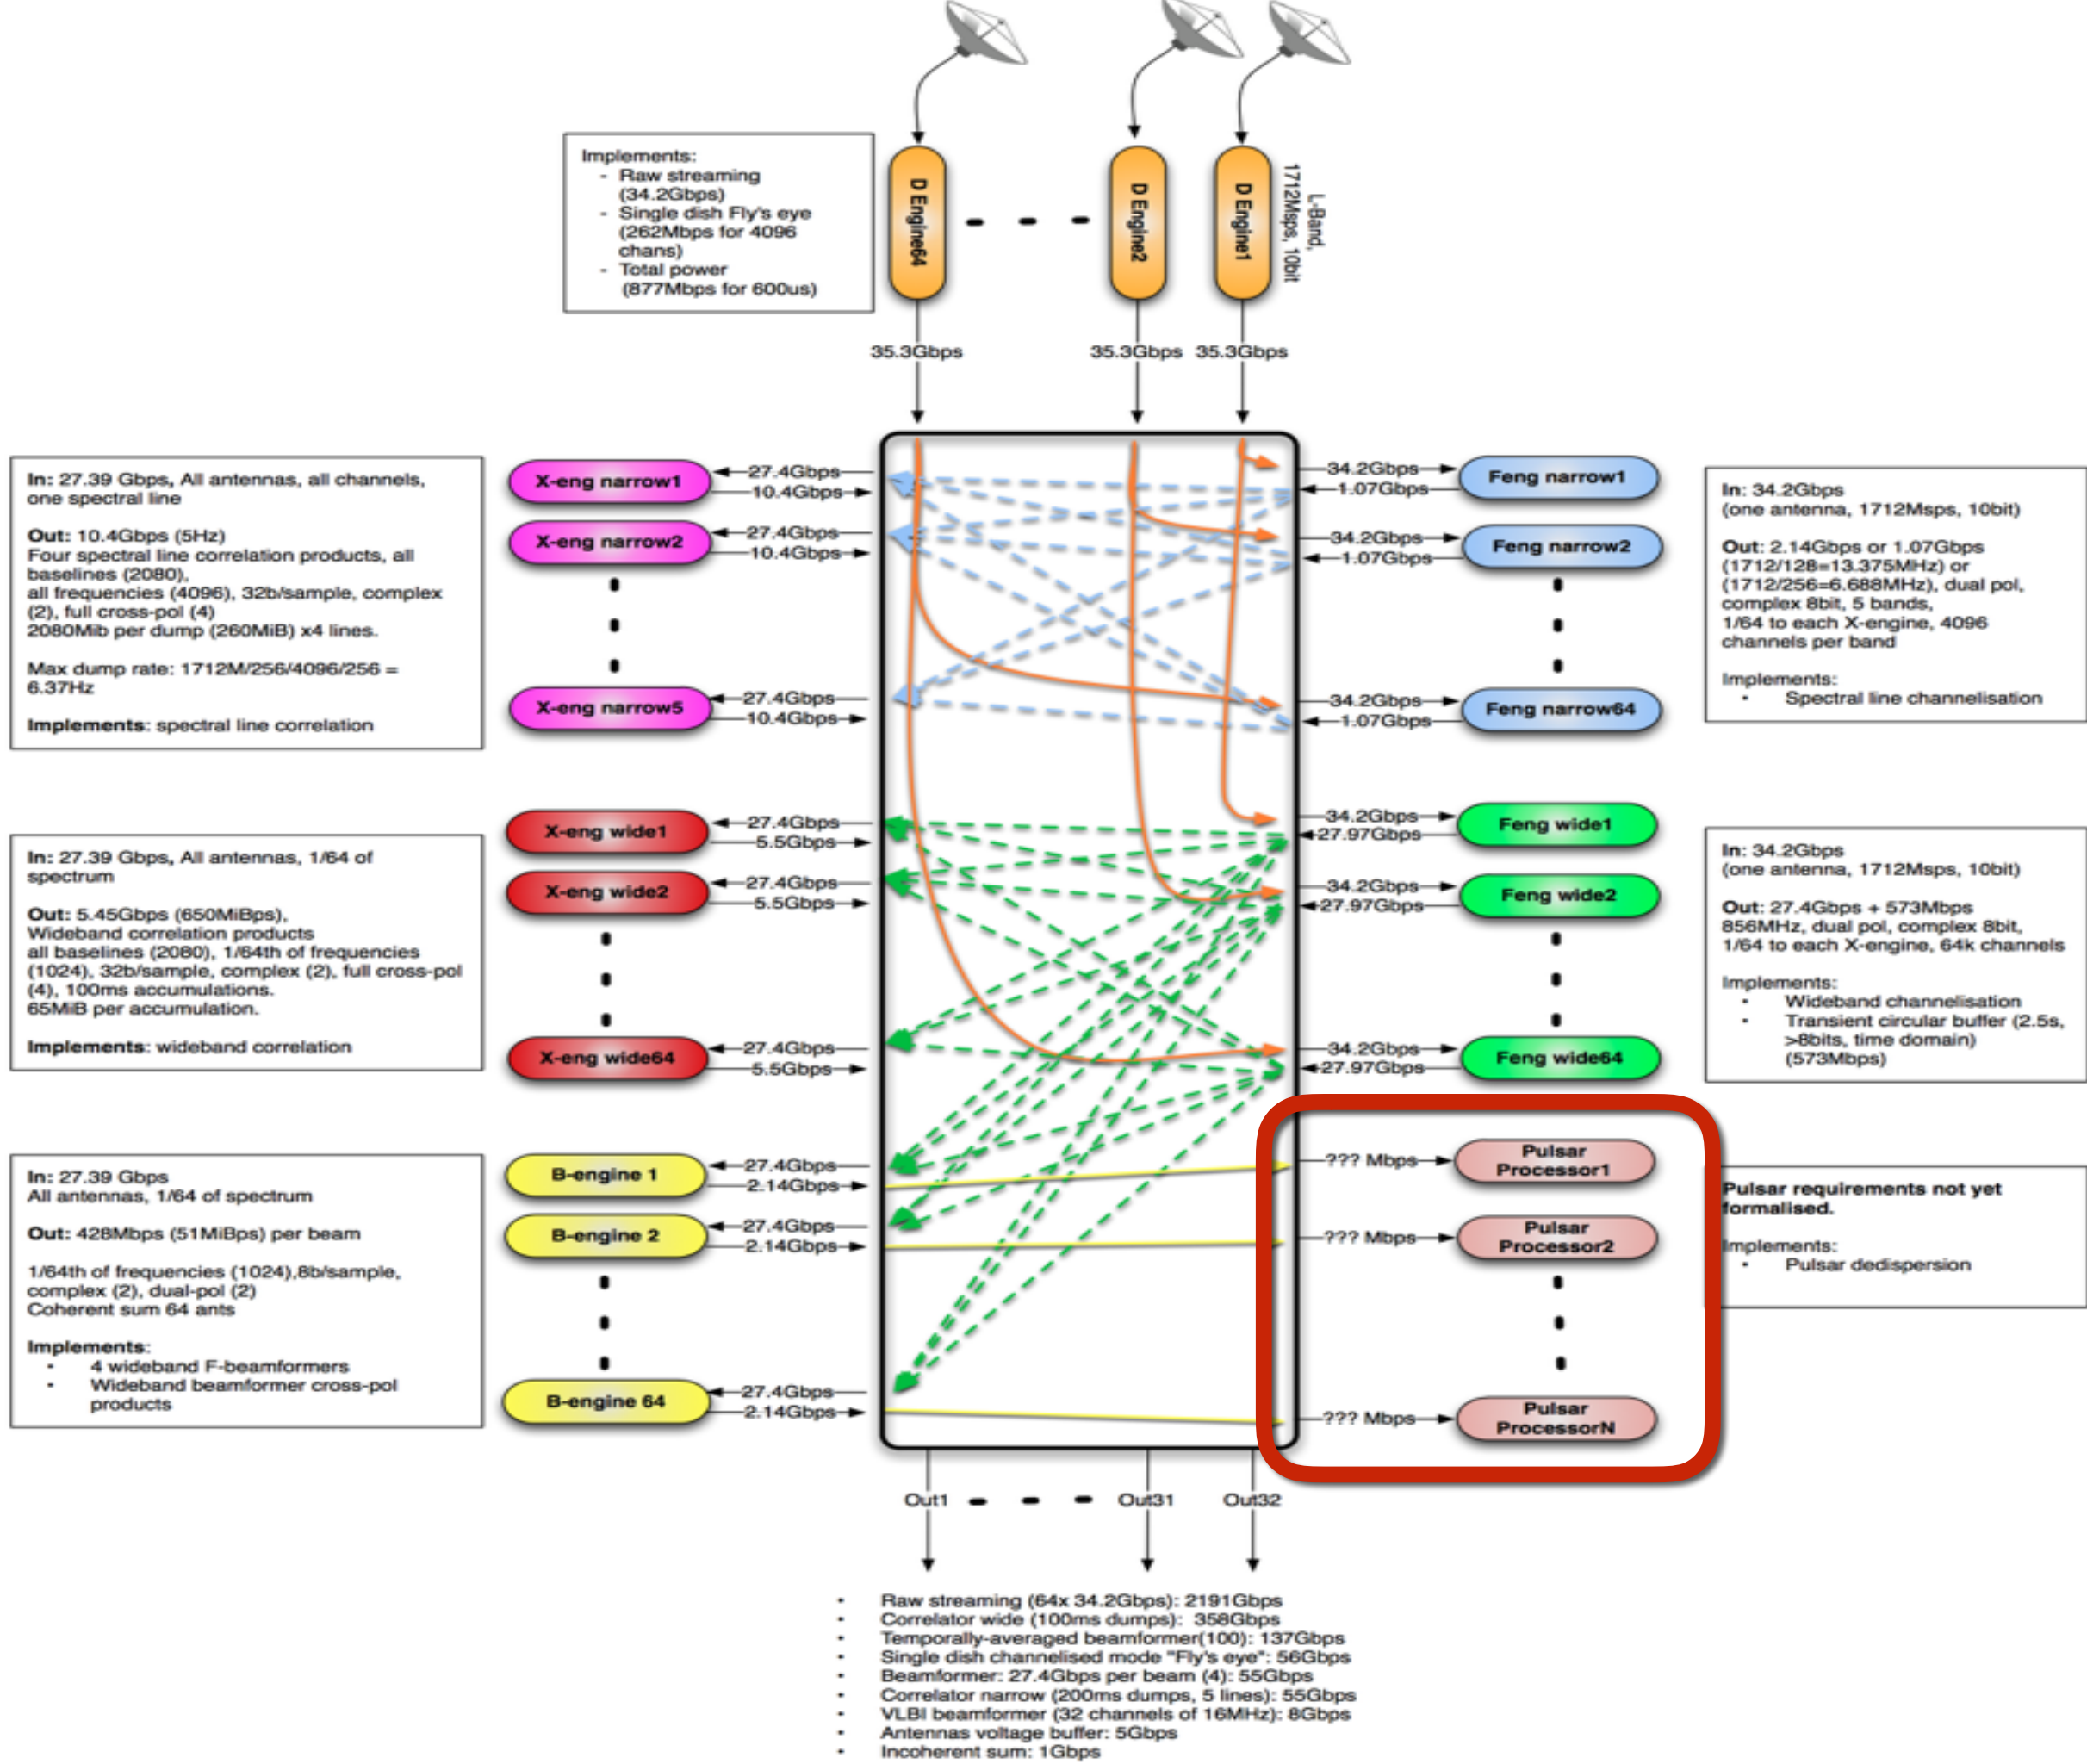 Implements:
- Raw streaming
(34.2Gbps)
- Single dish Fly's eye
(262Mbps for 4096
chans)
- Total power
(877Mbps for 600us)
D Engine64
D Engine2
D Engine1
L-Band,
1712Msps, 10bit
35.3Gbps
35.3Gbps
35.3Gbps
In: 27.39 Gbps, All antennas, all channels,
one spectral line
Out: 10.4Gbps (5Hz)
Four spectral line correlation products, all
baselines (2080),
all frequencies (4096), 32b/sample, complex
(2), full cross-pol (4)
2080Mib per dump (260MiB) x4 lines.
Max dump rate: 1712M/256/4096/256 =
6.37Hz
Implements: spectral line correlation
X-eng narrow1
27.4Gbps
10.4Gbps
X-eng narrow2
27.4Gbps
10.4Gbps
X-eng narrow5
27.4Gbps
10.4Gbps
34.2Gbps
1.07Gbps
Feng narrow1
34.2Gbps
1.07Gbps
Feng narrow2
34.2Gbps
1.07Gbps
Feng narrow64
In: 34.2Gbps
(one antenna, 1712Msps, 10bit)
Out: 2.14Gbps or 1.07Gbps
(1712/128=13.375MHz) or
(1712/256=6.688MHz), dual pol,
complex 8bit, 5 bands,
1/64 to each X-engine, 4096
channels per band
Implements:
• Spectral line channelisation
In: 27.39 Gbps, All antennas, 1/64 of
spectrum
Out: 5.45Gbps (650MiBps),
Wideband correlation products
all baselines (2080), 1/64th of frequencies
(1024), 32b/sample, complex (2), full cross-pol
(4), 100ms accumulations.
65MiB per accumulation.
Implements: wideband correlation
X-eng wide1
27.4Gbps
5.5Gbps
X-eng wide2
27.4Gbps
5.5Gbps
X-eng wide64
27.4Gbps
5.5Gbps
34.2Gbps
27.97Gbps
Feng wide1
34.2Gbps
27.97Gbps
Feng wide2
34.2Gbps
27.97Gbps
Feng wide64
In: 34.2Gbps
(one antenna, 1712Msps, 10bit)
Out: 27.4Gbps + 573Mbps
856MHz, dual pol, complex 8bit,
1/64 to each X-engine, 64k channels
Implements:
• Wideband channelisation
• Transient circular buffer (2.5s,
>8bits, time domain)
(573Mbps)
In: 27.39 Gbps
All antennas, 1/64 of spectrum
Out: 428Mbps (51MiBps) per beam
1/64th of frequencies (1024),8b/sample,
complex (2), dual-pol (2)
Coherent sum 64 ants
Implements:
• 4 wideband F-beamformers
• Wideband beamformer cross-pol
products
B-engine 1
27.4Gbps
2.14Gbps
B-engine 2
27.4Gbps
2.14Gbps
B-engine 64
27.4Gbps
2.14Gbps
??? Mbps
Pulsar
Processor1
??? Mbps
Pulsar
Processor2
??? Mbps
Pulsar
ProcessorN
Pulsar requirements not yet
formalised.
Implements:
• Pulsar dedispersion
Out1
Out31
Out32
• Raw streaming (64x 34.2Gbps): 2191Gbps
• Correlator wide (100ms dumps): 358Gbps
• Temporally-averaged beamformer(100): 137Gbps
• Single dish channelised mode "Fly's eye": 56Gbps
• Beamformer: 27.4Gbps per beam (4): 55Gbps
• Correlator narrow (200ms dumps, 5 lines): 55Gbps
• VLBI beamformer (32 channels of 16MHz): 8Gbps
• Antennas voltage buffer: 5Gbps
• Incoherent sum: 1Gbps